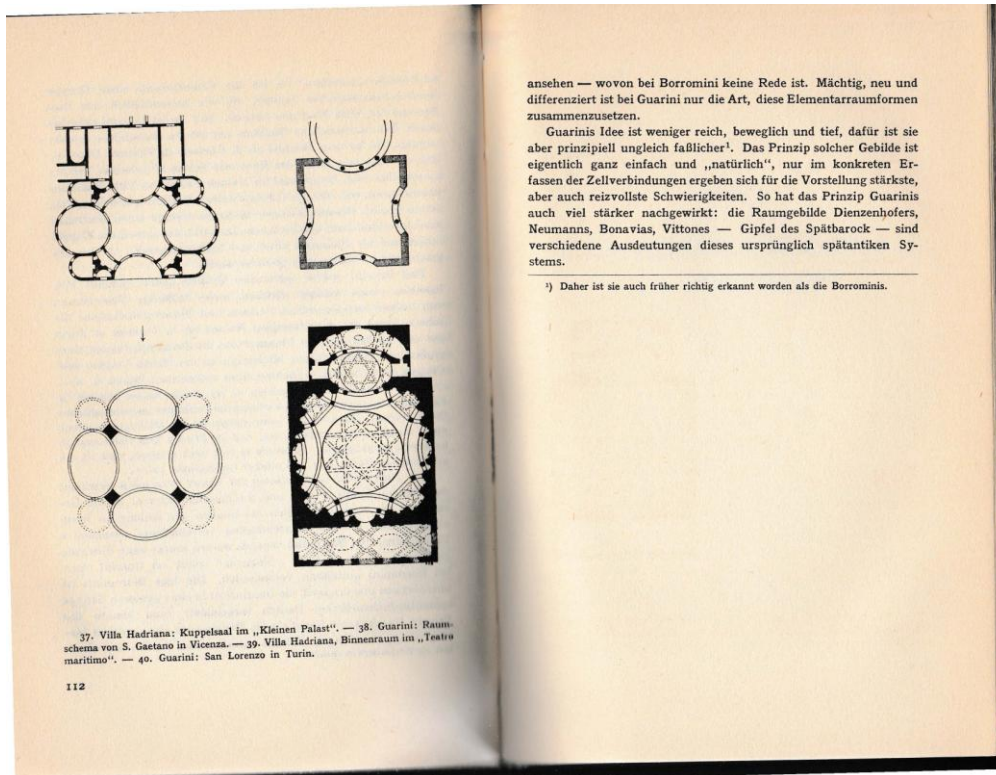 37. Villa Hadriana: Kuppelsaal im „Kleinen Palast“. — 38. Guarini: Raum-
schema von S. Gaetano in Vicenza. — 39. Villa Hadriana, Binnenraum im „Teatro
maritimo“. — 40. Guarini: San Lorenzo in Turin.
112
ansehen — wovon bei Borromini keine Rede ist. Mächtig, neu und
differenziert ist bei Guarini nur die Art, diese Elementarraumformen
zusammenzusetzen.
Guarinis Idee ist weniger reich, beweglich und tief, dafür ist sie
aber prinzipiell ungleich faßlicher¹. Das Prinzip solcher Gebilde ist
eigentlich ganz einfach und „natürlich“, nur im konkreten Er-
fassen der Zellverbindungen ergeben sich für die Vorstellung stärkste,
aber auch reizvollste Schwierigkeiten. So hat das Prinzip Guarinis
auch viel stärker nachgewirkt: die Raumgebilde Dienzenhofers,
Neumanns, Bonavias, Vittones — Gipfel des Spätbarock — sind
verschiedene Ausdeutungen dieses ursprünglich spätantiken Sy-
stems.
¹) Daher ist sie auch früher richtig erkannt worden als die Borrominis.